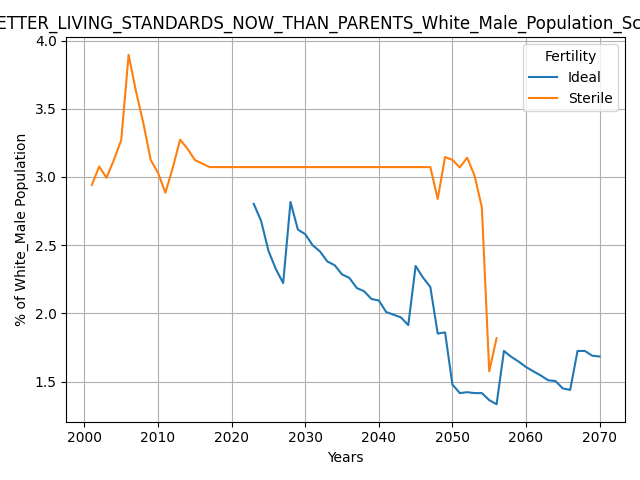 ETTER_LIVING_STANDARDS_NOW_THAN_PARENTS_White_Male_Population_Sc
Fertility
Ideal
Sterile
% of White_Male Population
4.0
3.5
3.0
2.5
2.0
1.5
2000 2010 2020 2030 2040 2050 2060 2070
Years